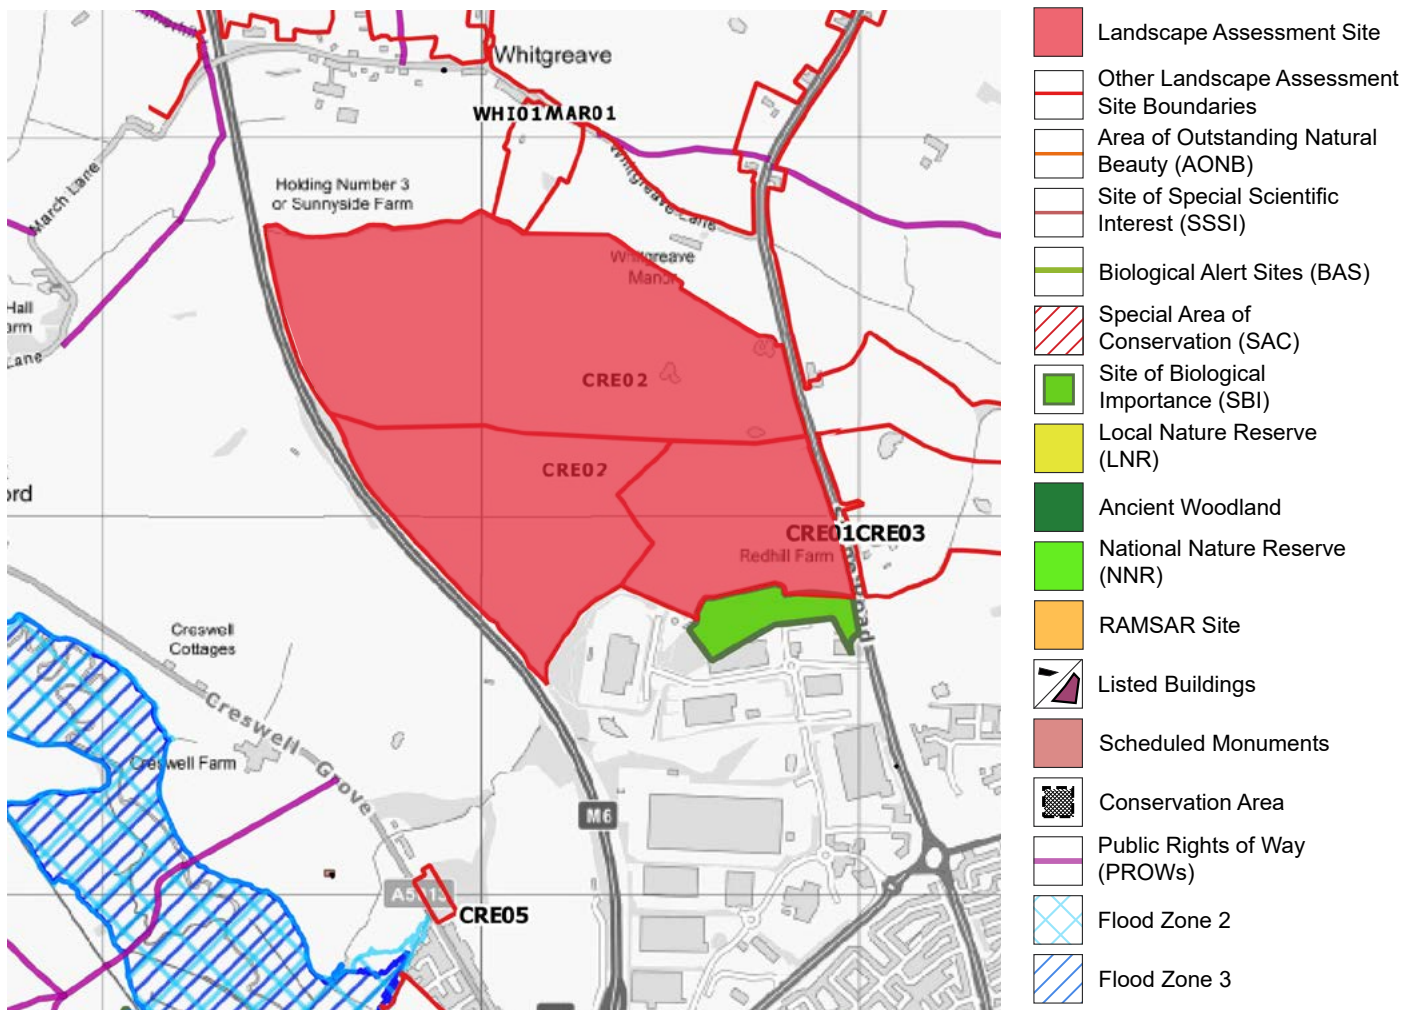 Whitgreave
WHI01MAR01
Holding Number 3
or Sunnyside Farm
March Lane
Whitgreave Lane
Whitgreave
Manor
Hall
arm
Lane
CRE02
CRE02
ord
CRE01CRE03
Redhill Farm
Creswell
Cottages
Creswell Grove
Creswell Farm
M6
CRE05
Landscape Assessment Site
Other Landscape Assessment
Site Boundaries
Area of Outstanding Natural
Beauty (AONB)
Site of Special Scientific
Interest (SSSI)
Biological Alert Sites (BAS)
Special Area of
Conservation (SAC)
Site of Biological
Importance (SBI)
Local Nature Reserve
(LNR)
Ancient Woodland
National Nature Reserve
(NNR)
RAMSAR Site
Listed Buildings
Scheduled Monuments
Conservation Area
Public Rights of Way
(PROWs)
Flood Zone 2
Flood Zone 3